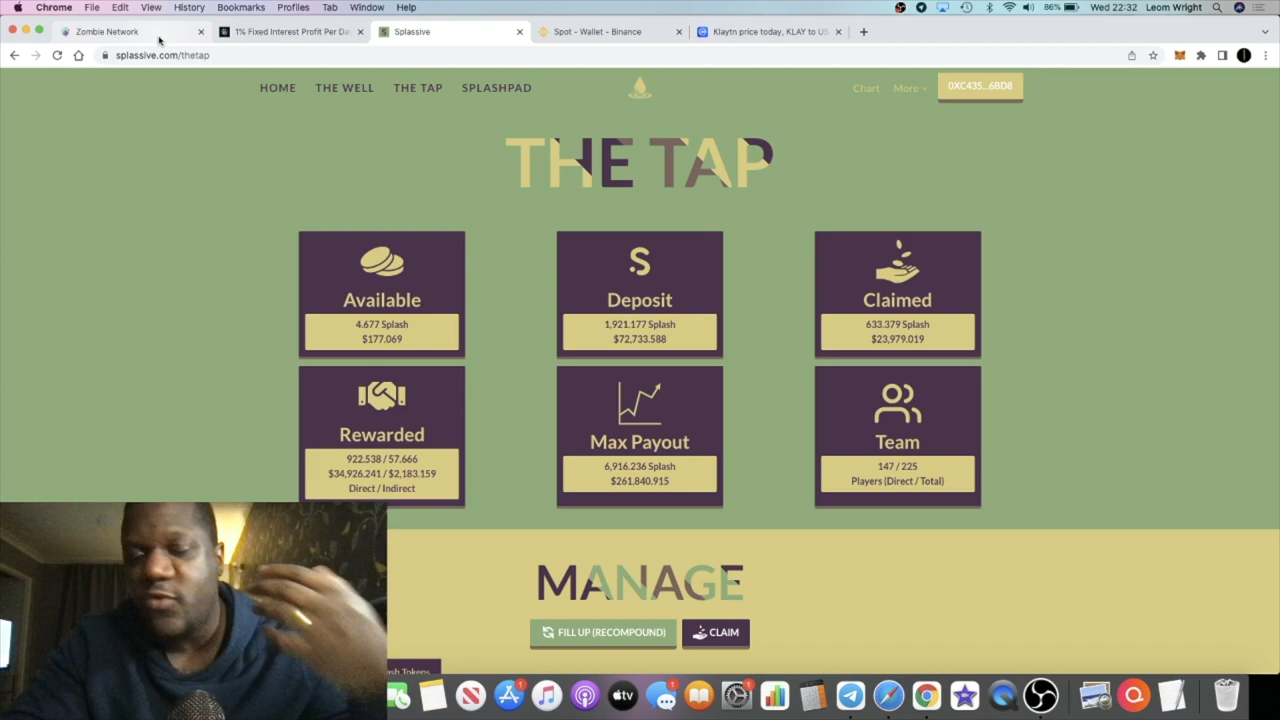 Chrome File Edit View History Bookmarks Profiles Tab Window Help 86% Wed 22:32 Leom Wright
Zombie Network 1% Fixed Interest Profit Per Da Splassive Spot - Wallet - Binance Klaytn price today, KLAY to US
splassive.com/thetap
HOME THE WELL THE TAP SPLASHPAD Chart More 0XC435...6BD8
THE TAP
Available
4.677 Splash
$177.069
Deposit
1,921.177 Splash
$72,733.588
Claimed
633.379 Splash
$23,979.019
Rewarded
922.538 / 57.666
$34,926.241 / $2,183.159
Direct / Indirect
Max Payout
6,916.236 Splash
$261,840.915
Team
147 / 225
Players (Direct / Total)
MANAGE
FILL UP (RECOMPOUND) CLAIM
Tokens
tv